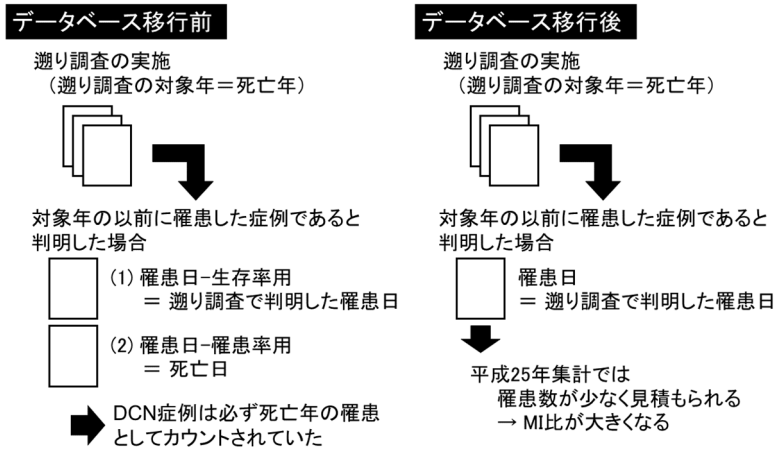 データベース移行前
遡り調査の実施
（遡り調査の対象年＝死亡年）
対象年の以前に罹患した症例であると
判明した場合
(1) 罹患日-生存率用
＝ 遡り調査で判明した罹患日
(2) 罹患日-罹患率用
＝ 死亡日
DCN症例は必ず死亡年の罹患
としてカウントされていた
データベース移行後
遡り調査の実施
（遡り調査の対象年＝死亡年）
対象年の以前に罹患した症例であると
判明した場合
罹患日
＝ 遡り調査で判明した罹患日
平成25年集計では
罹患数が少なく見積もられる
→ MI比が大きくなる